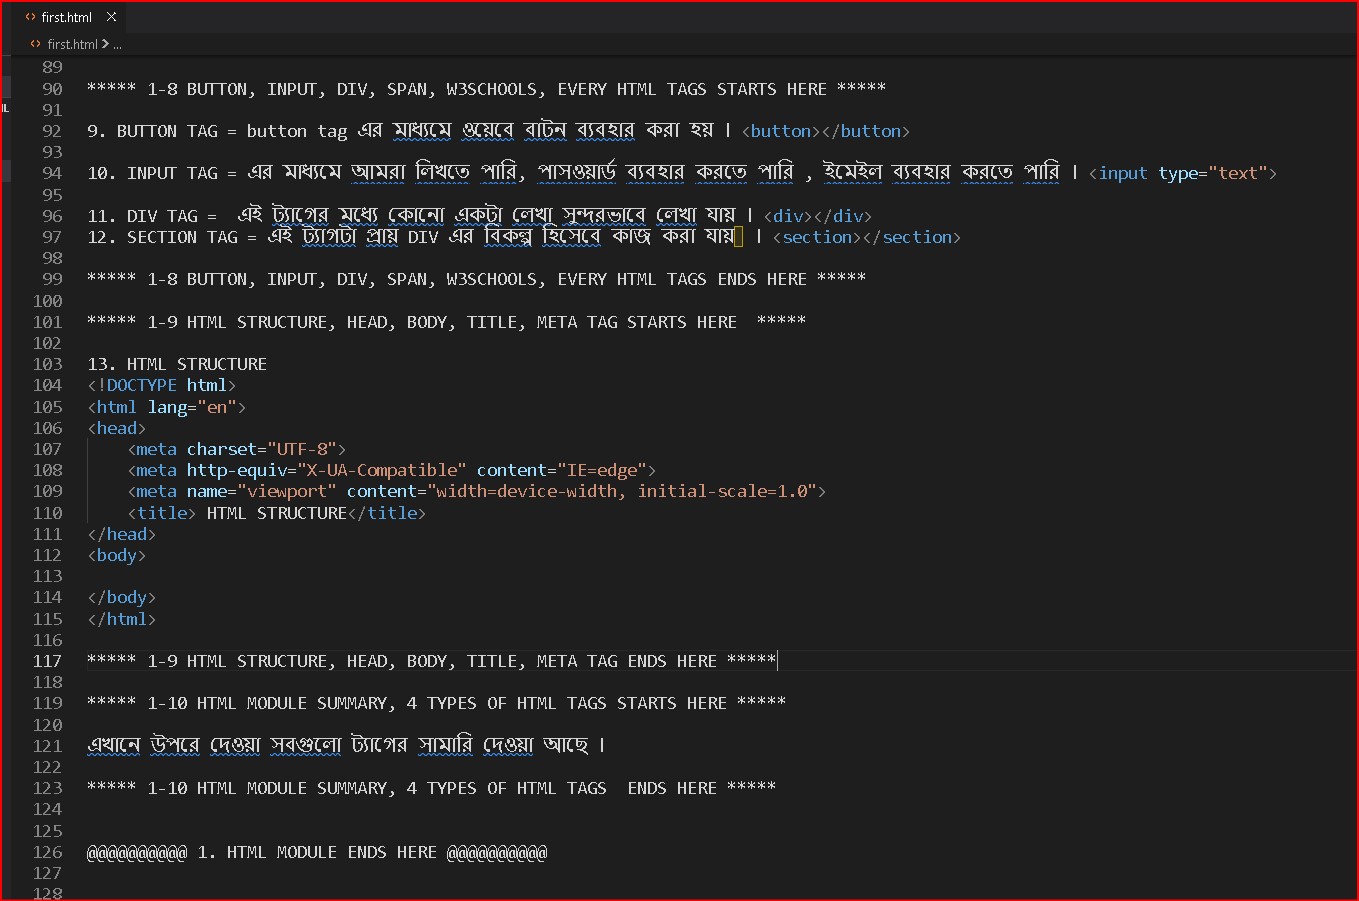 first.html
first.html > ...
89
90 ***** 1-8 BUTTON, INPUT, DIV, SPAN, W3SCHOOLS, EVERY HTML TAGS STARTS HERE *****
91
92 9. BUTTON TAG = button tag এর মাধ্যমে ওয়েবে বাটন ব্যবহার করা হয় । <button></button>
93
94 10. INPUT TAG = এর মাধ্যমে আমরা লিখতে পারি, পাসওয়ার্ড ব্যবহার করতে পারি , ইমেইল ব্যবহার করতে পারি । <input type="text">
95
96 11. DIV TAG =  এই ট্যাগের মধ্যে কোনো একটা লেখা সুন্দরভাবে লেখা যায় । <div></div>
97 12. SECTION TAG = এই ট্যাগটা প্রায় DIV এর বিকল্প হিসেবে কাজ করা যায় । <section></section>
98
99 ***** 1-8 BUTTON, INPUT, DIV, SPAN, W3SCHOOLS, EVERY HTML TAGS ENDS HERE *****
100
101 ***** 1-9 HTML STRUCTURE, HEAD, BODY, TITLE, META TAG STARTS HERE  *****
102
103 13. HTML STRUCTURE
104 <!DOCTYPE html>
105 <html lang="en">
106 <head>
107     <meta charset="UTF-8">
108     <meta http-equiv="X-UA-Compatible" content="IE=edge">
109     <meta name="viewport" content="width=device-width, initial-scale=1.0">
110     <title> HTML STRUCTURE</title>
111 </head>
112 <body>
113
114 </body>
115 </html>
116
117 ***** 1-9 HTML STRUCTURE, HEAD, BODY, TITLE, META TAG ENDS HERE *****
118
119 ***** 1-10 HTML MODULE SUMMARY, 4 TYPES OF HTML TAGS STARTS HERE *****
120
121 এখানে উপরে দেওয়া সবগুলো ট্যাগের সামারি দেওয়া আছে ।
122
123 ***** 1-10 HTML MODULE SUMMARY, 4 TYPES OF HTML TAGS  ENDS HERE *****
124
125
126 @@@@@@@@@@ 1. HTML MODULE ENDS HERE @@@@@@@@@@
127
128